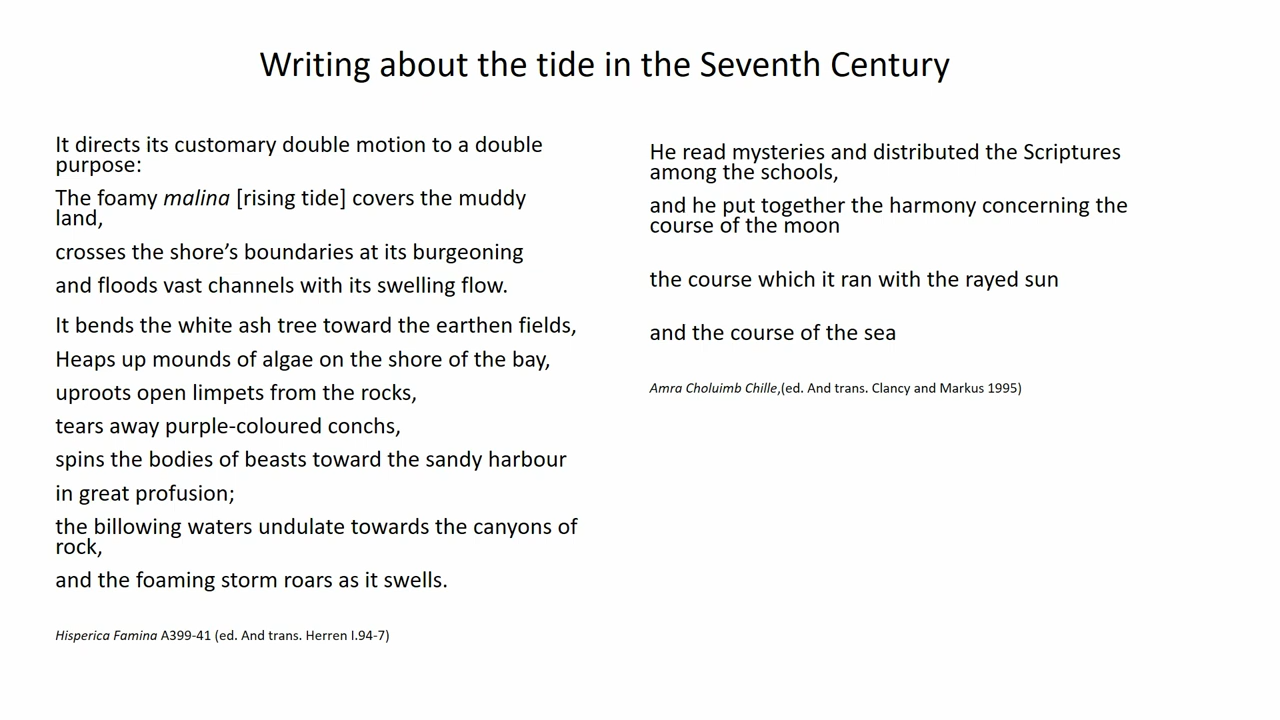 Writing about the tide in the Seventh Century
It directs its customary double motion to a double
purpose:
The foamy malina [rising tide] covers the muddy
land,
crosses the shore’s boundaries at its burgeoning
and floods vast channels with its swelling flow.
It bends the white ash tree toward the earthen fields,
Heaps up mounds of algae on the shore of the bay,
uproots open limpets from the rocks,
tears away purple-coloured conchs,
spins the bodies of beasts toward the sandy harbour
in great profusion;
the billowing waters undulate towards the canyons of
rock,
and the foaming storm roars as it swells.
Hisperica Famina A399-41 (ed. And trans. Herren I.94-7)
He read mysteries and distributed the Scriptures
among the schools,
and he put together the harmony concerning the
course of the moon
the course which it ran with the rayed sun
and the course of the sea
Amra Choluimb Chille,(ed. And trans. Clancy and Markus 1995)